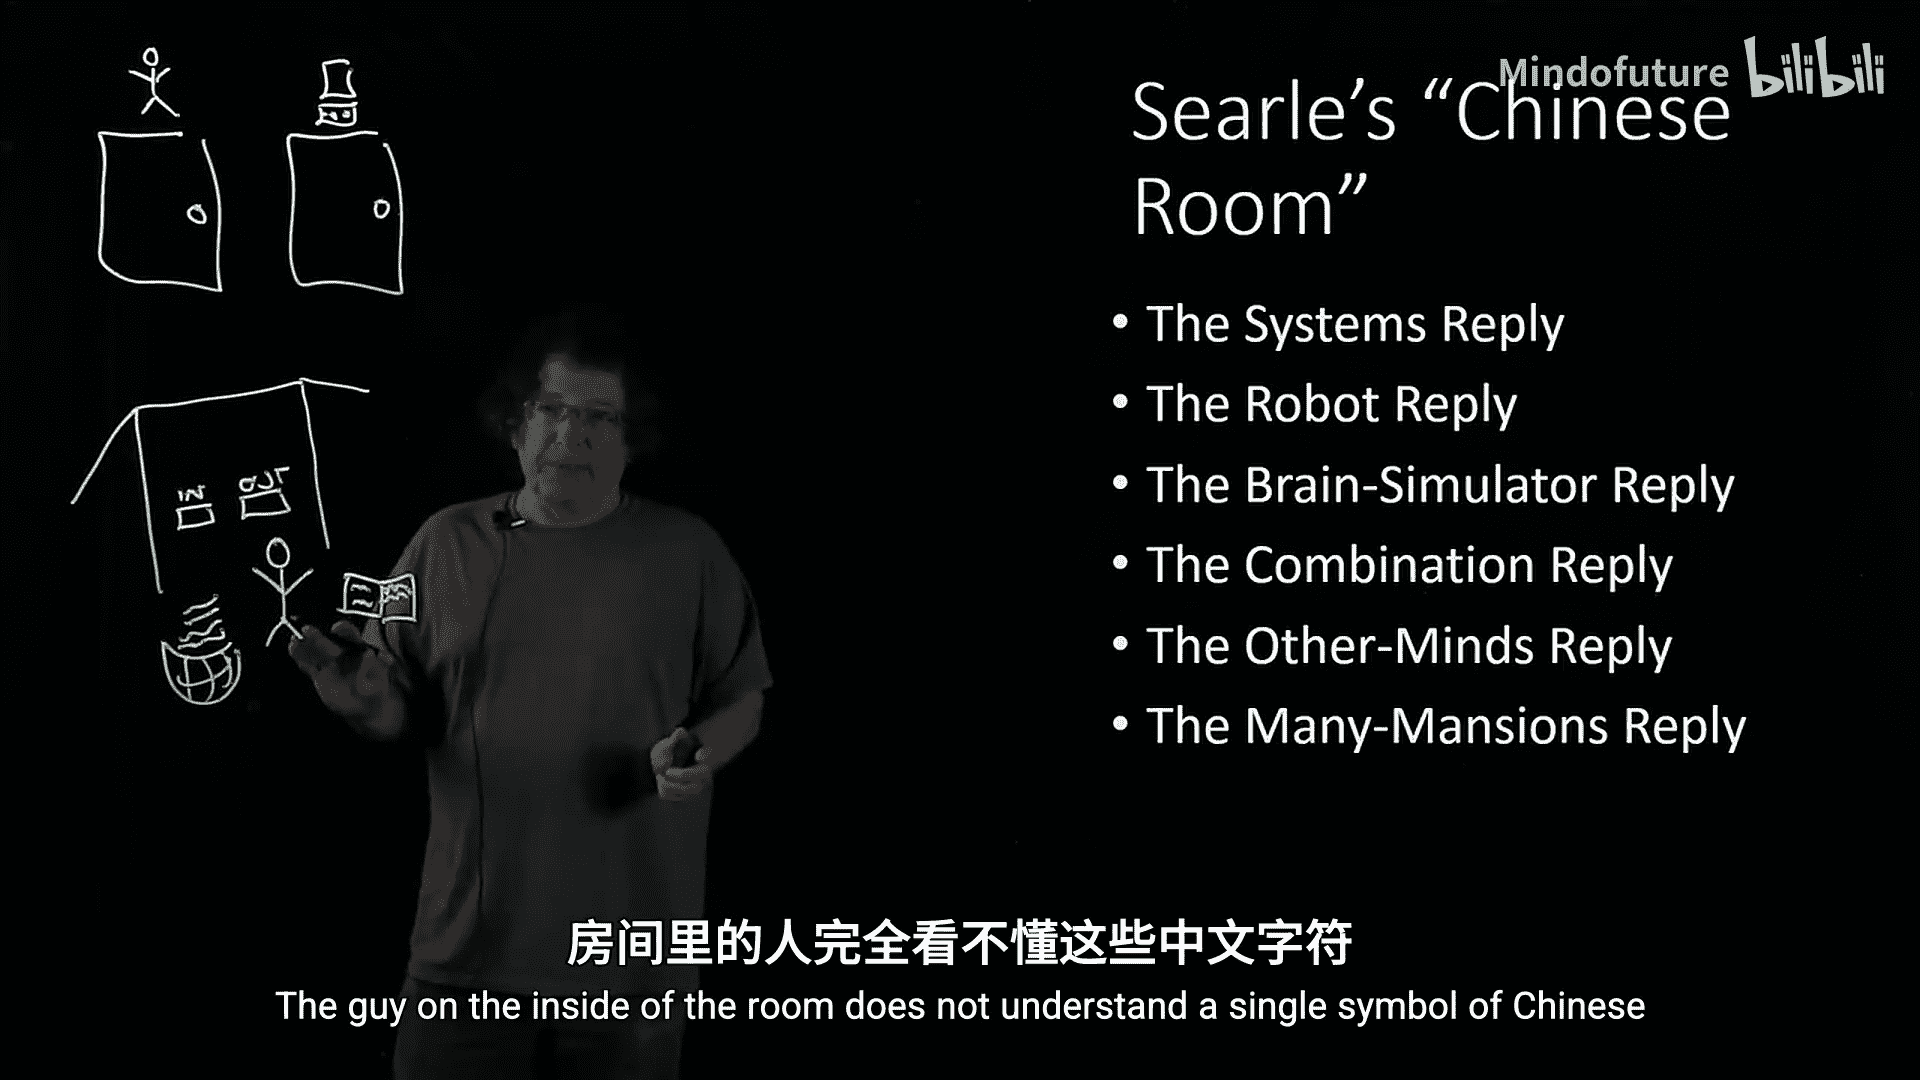 Mindofuture bilibili
Searle's “Chinese
Room”
• The Systems Reply
• The Robot Reply
• The Brain-Simulator Reply
• The Combination Reply
• The Other-Minds Reply
• The Many-Mansions Reply
IN OUT
房间里的人完全看不懂这些中文字符
The guy on the inside of the room does not understand a single symbol of Chinese